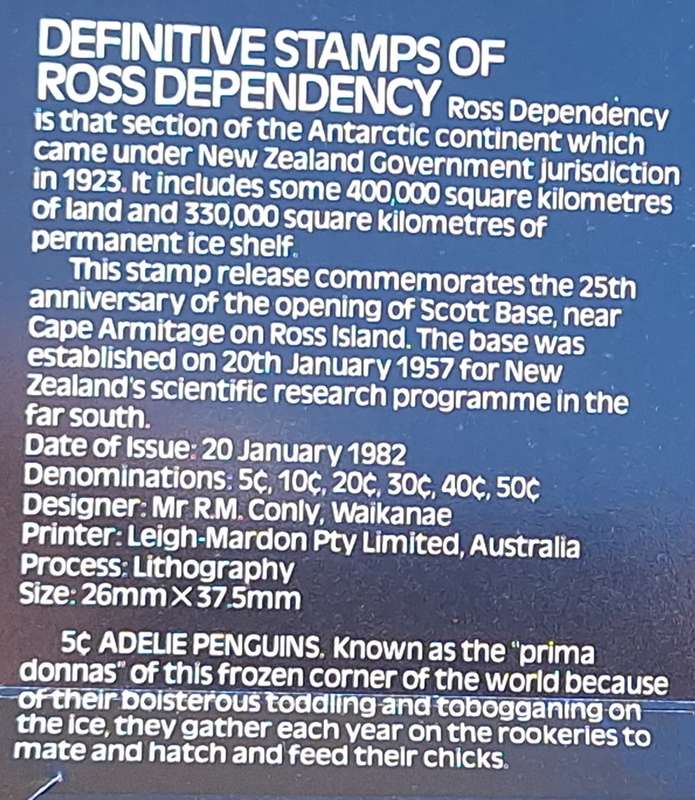 DEFINITIVE STAMPS OF
ROSS DEPENDENCY Ross Dependency
is that section of the Antarctic continent which
came under New Zealand Government jurisdiction
in 1923. It includes some 400,000 square kilometres
of land and 330,000 square kilometres of
permanent ice shelf.
This stamp release commemorates the 25th
anniversary of the opening of Scott Base, near
Cape Armitage on Ross Island. The base was
established on 20th January 1957 for New
Zealand's scientific research programme in the
far south.
Date of Issue: 20 January 1982
Denominations: 5¢, 10¢, 20¢, 30¢, 40¢, 50¢
Designer: Mr R.M. Conly, Waikanae
Printer: Leigh-Mardon Pty Limited, Australia
Process: Lithography
Size: 26mm X 37.5mm
5¢ ADELIE PENGUINS. Known as the "prima
donnas" of this frozen corner of the world because
of their boisterous toddling and tobogganing on
the ice, they gather each year on the rookeries to
mate and hatch and feed their chicks.